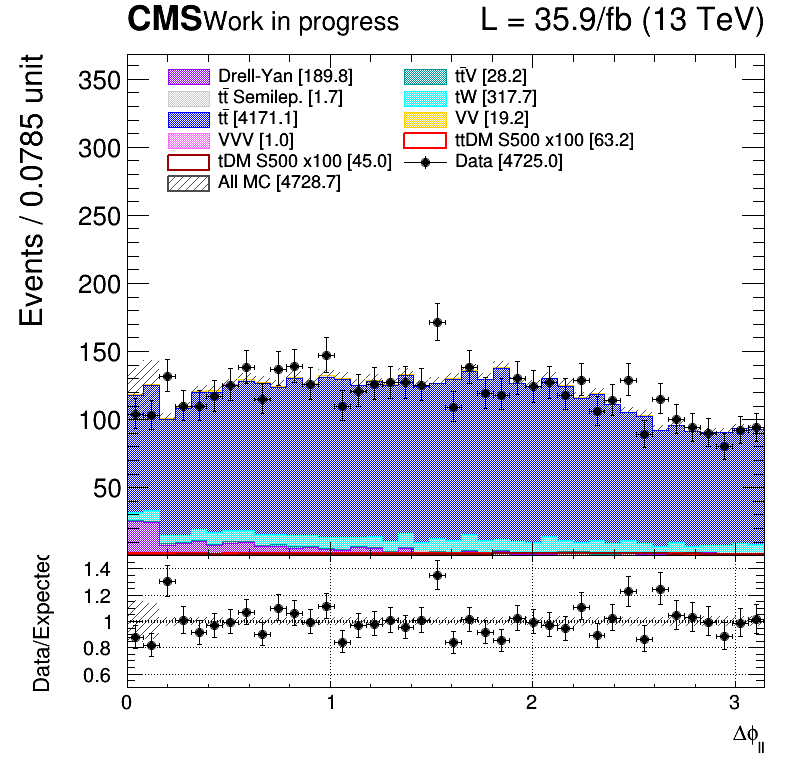 CMS Work in progress L = 35.9/fb (13 TeV)
Events / 0.0785 unit
350
300
250
200
150
100
50
Drell-Yan [189.8]
tt̄V [28.2]
tt̄ Semilep. [1.7]
tW [317.7]
tt̄ [4171.1]
VV [19.2]
VVV [1.0]
ttDM S500 x100 [63.2]
tDM S500 x100 [45.0]
Data [4725.0]
All MC [4728.7]
Data/Expected
1.4
1.2
1
0.8
0.6
0 1 2 3
Δϕll